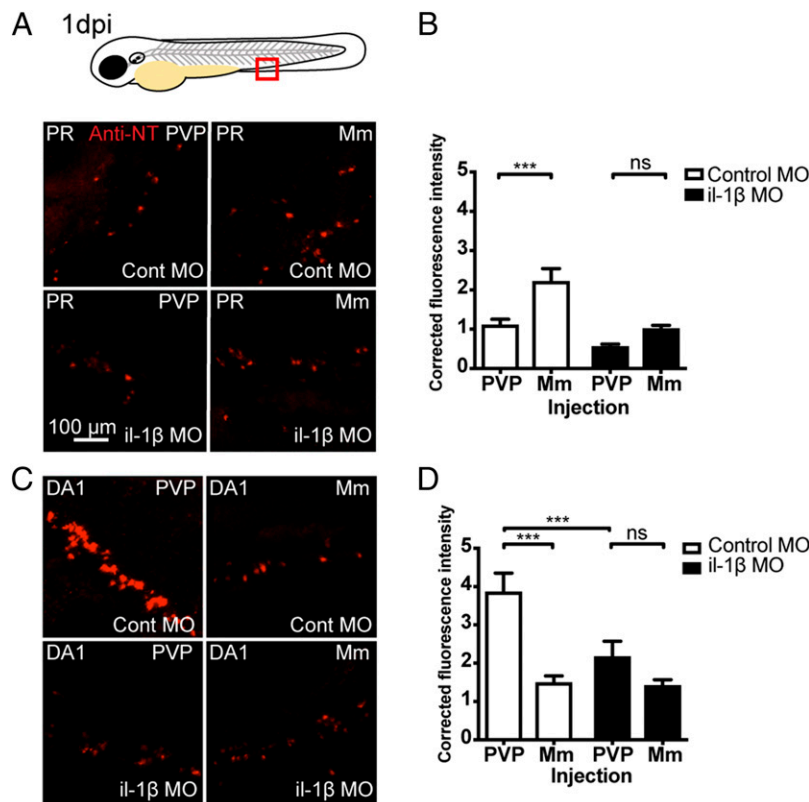 A 1dpi
PR Anti-NT PVP
Cont MO
PR Mm
Cont MO
PR PVP
100 μm
il-1β MO
PR Mm
il-1β MO
B
Corrected fluorescence intensity
5
4
3
2
1
0
*** ns
Control MO
il-1β MO
PVP Mm PVP Mm
Injection
C
DA1 PVP
Cont MO
DA1 Mm
Cont MO
DA1 PVP
il-1β MO
DA1 Mm
il-1β MO
D
Corrected fluorescence intensity
5
4
3
2
1
0
***
*** ns
Control MO
il-1β MO
PVP Mm PVP Mm
Injection